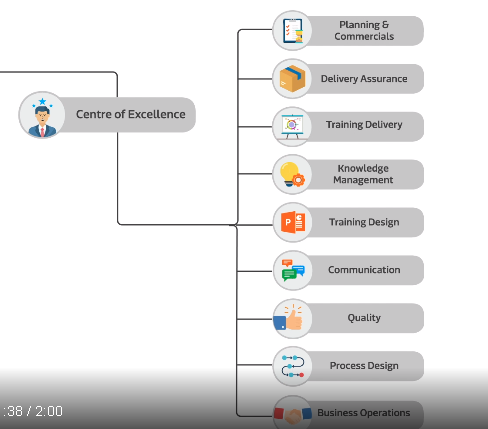 Planning &
Commercials
Delivery Assurance
Centre of Excellence
Training Delivery
Knowledge
Management
P
Training Design
Communication
Quality
Process Design
Business Operations
:38 / 2:00